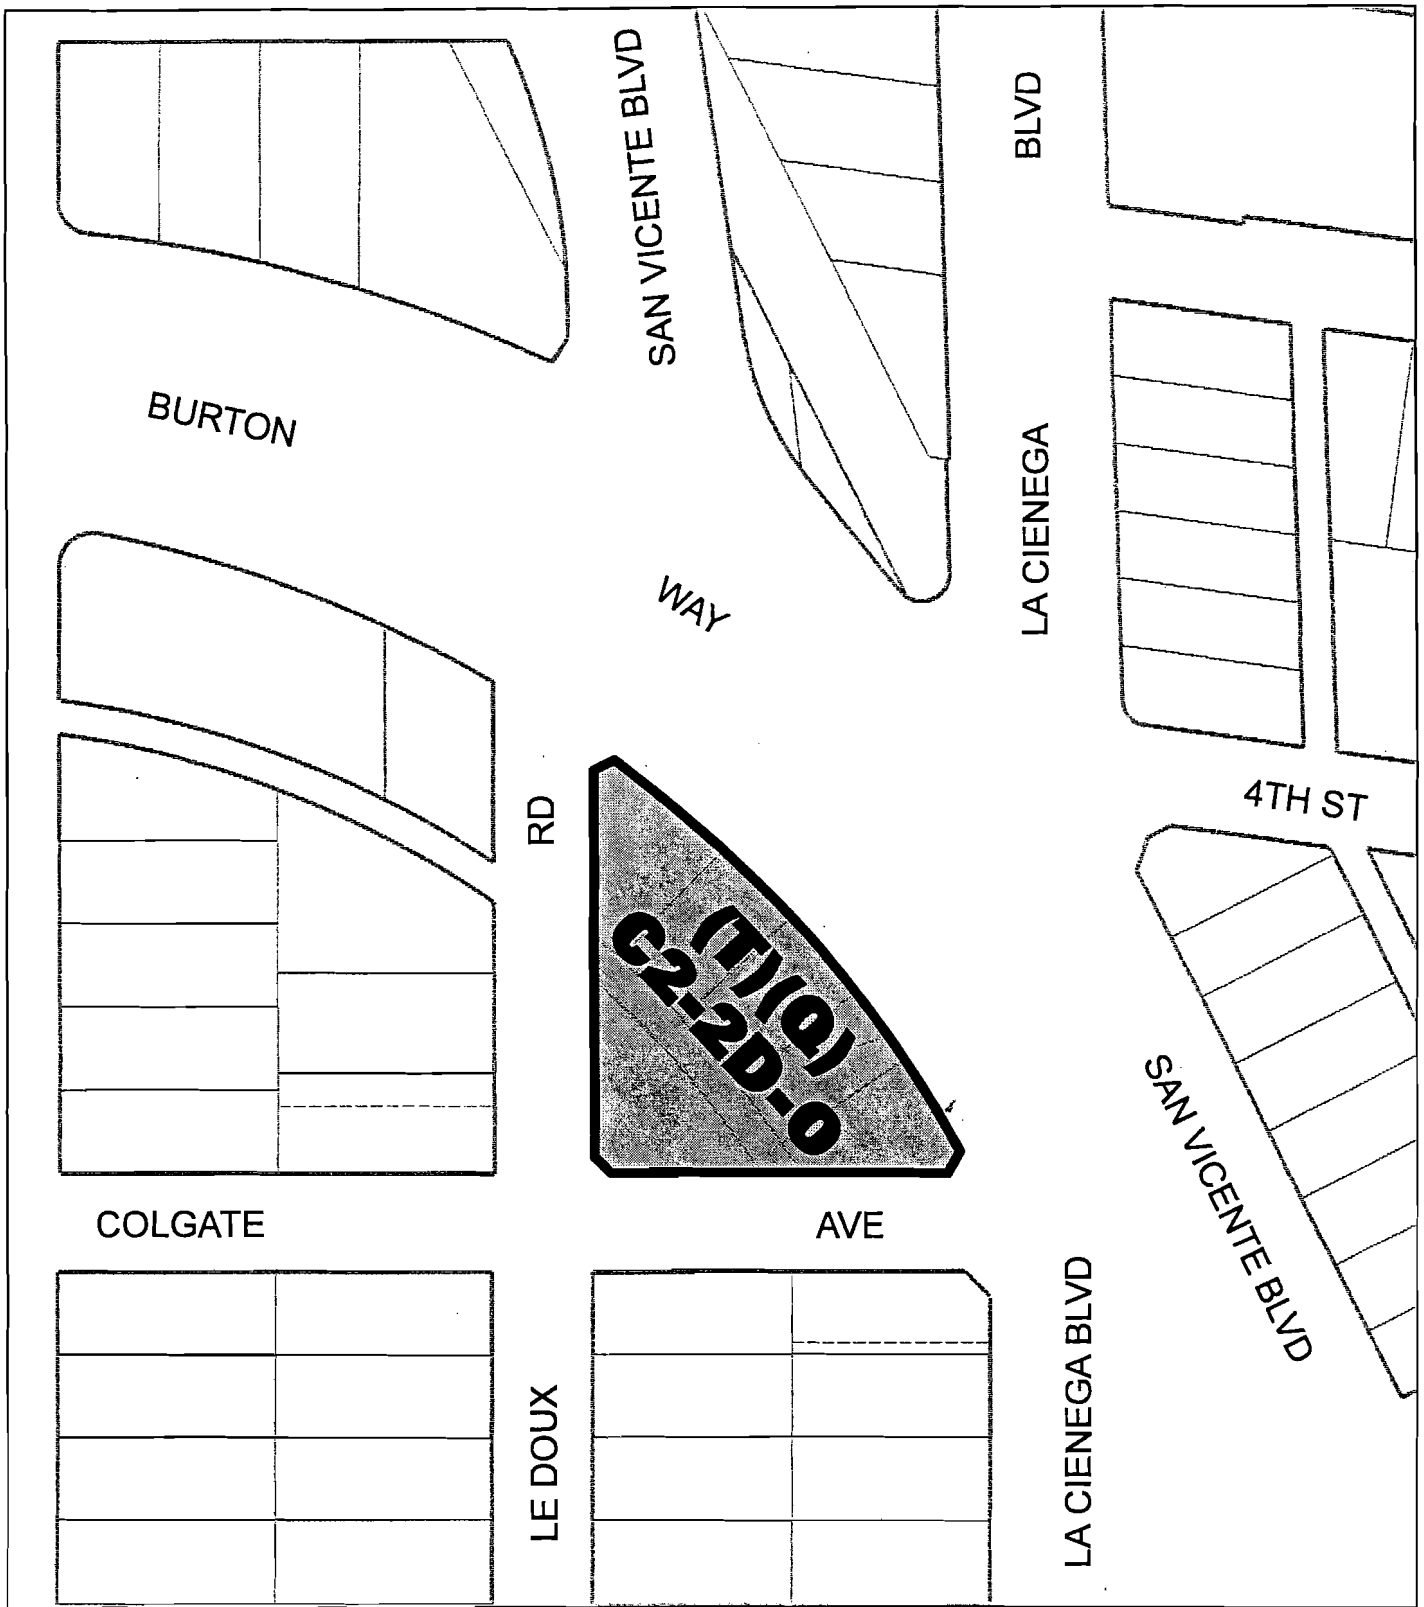 SAN VICENTE BLVD
BLVD
BURTON
LA CIENEGA
WAY
RD
4TH ST
(T)(Q)
C2-2D-O
SAN VICENTE BLVD
COLGATE
AVE
LE DOUX
LA CIENEGA BLVD